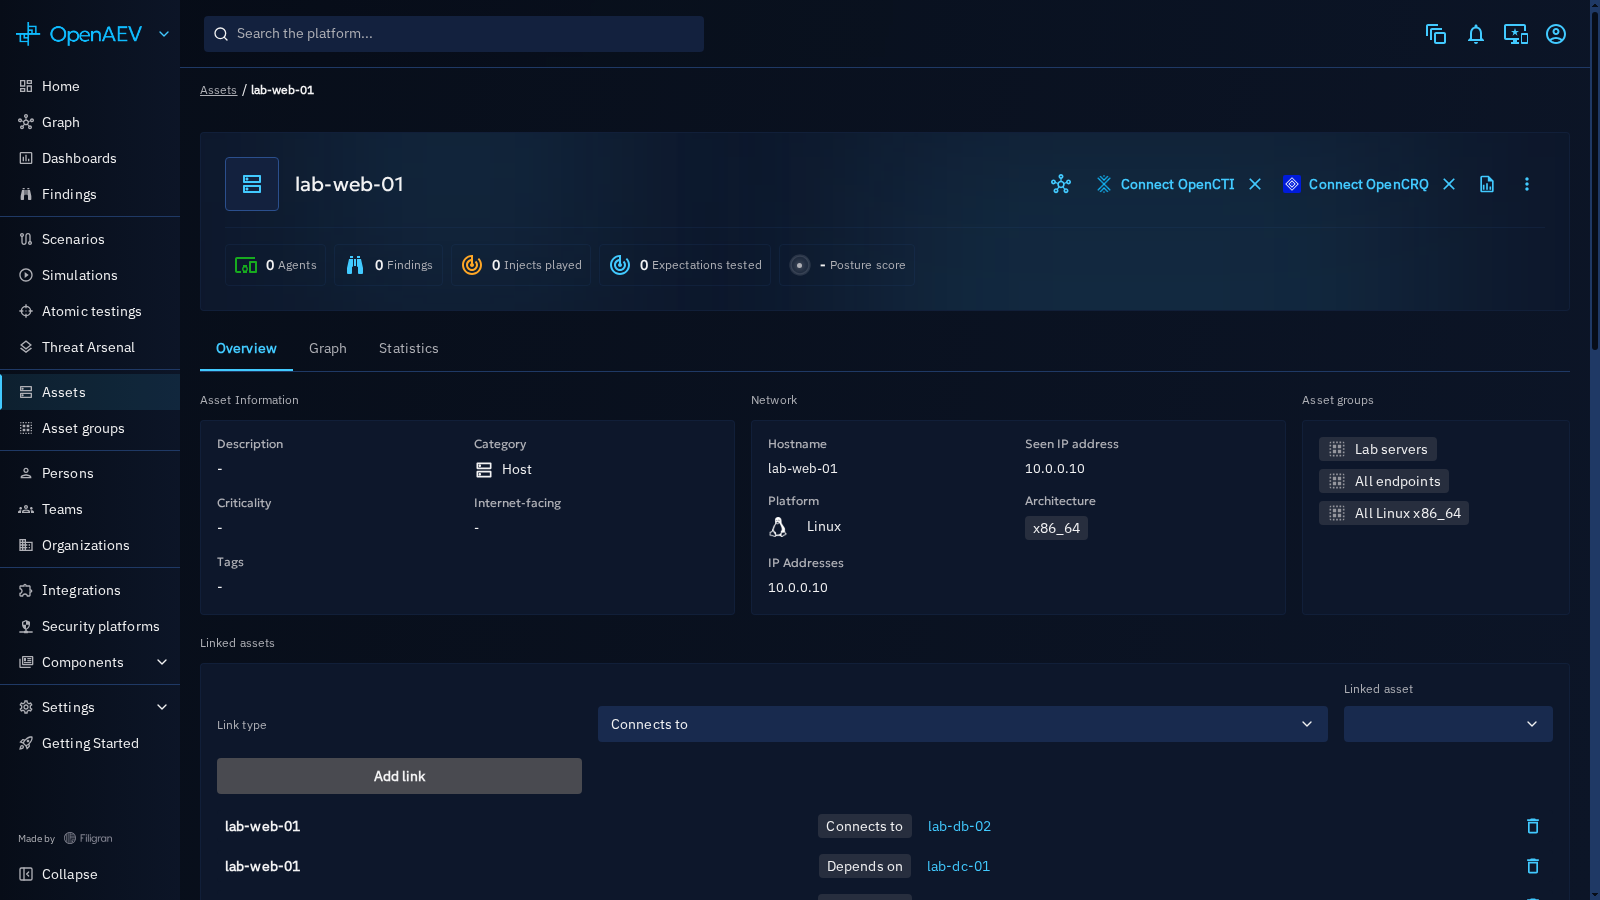 OpenAEV
Search the platform...
Home
Graph
Dashboards
Findings
Scenarios
Simulations
Atomic testings
Threat Arsenal
Assets
Asset groups
Persons
Teams
Organizations
Integrations
Security platforms
Components
Settings
Getting Started
Made by Filigran
Collapse
Assets / lab-web-01
lab-web-01
Connect OpenCTI
Connect OpenCRQ
0 Agents
0 Findings
0 Injects played
0 Expectations tested
- Posture score
Overview
Graph
Statistics
Asset Information
Description
-
Category
Host
Criticality
-
Internet-facing
-
Tags
-
Network
Hostname
lab-web-01
Seen IP address
10.0.0.10
Platform
Linux
Architecture
x86_64
IP Addresses
10.0.0.10
Asset groups
Lab servers
All endpoints
All Linux x86_64
Linked assets
Link type
Connects to
Linked asset
Add link
lab-web-01 Connects to lab-db-02
lab-web-01 Depends on lab-dc-01